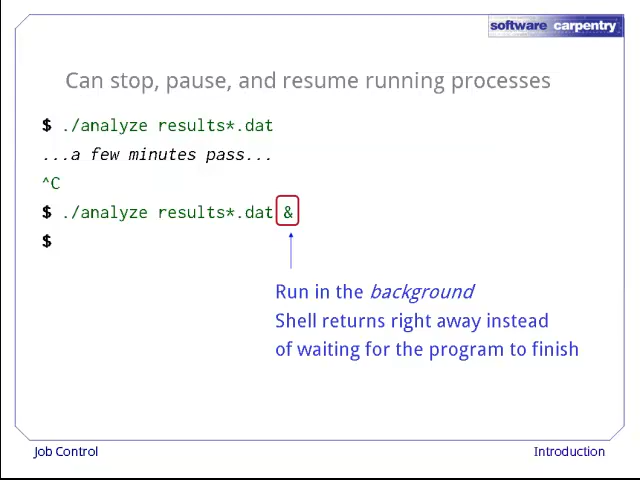 software carpentry
Can stop, pause, and resume running processes
$ ./analyze results*.dat
...a few minutes pass...
^C
$ ./analyze results*.dat &
$
Run in the background
Shell returns right away instead
of waiting for the program to finish
Job Control
Introduction